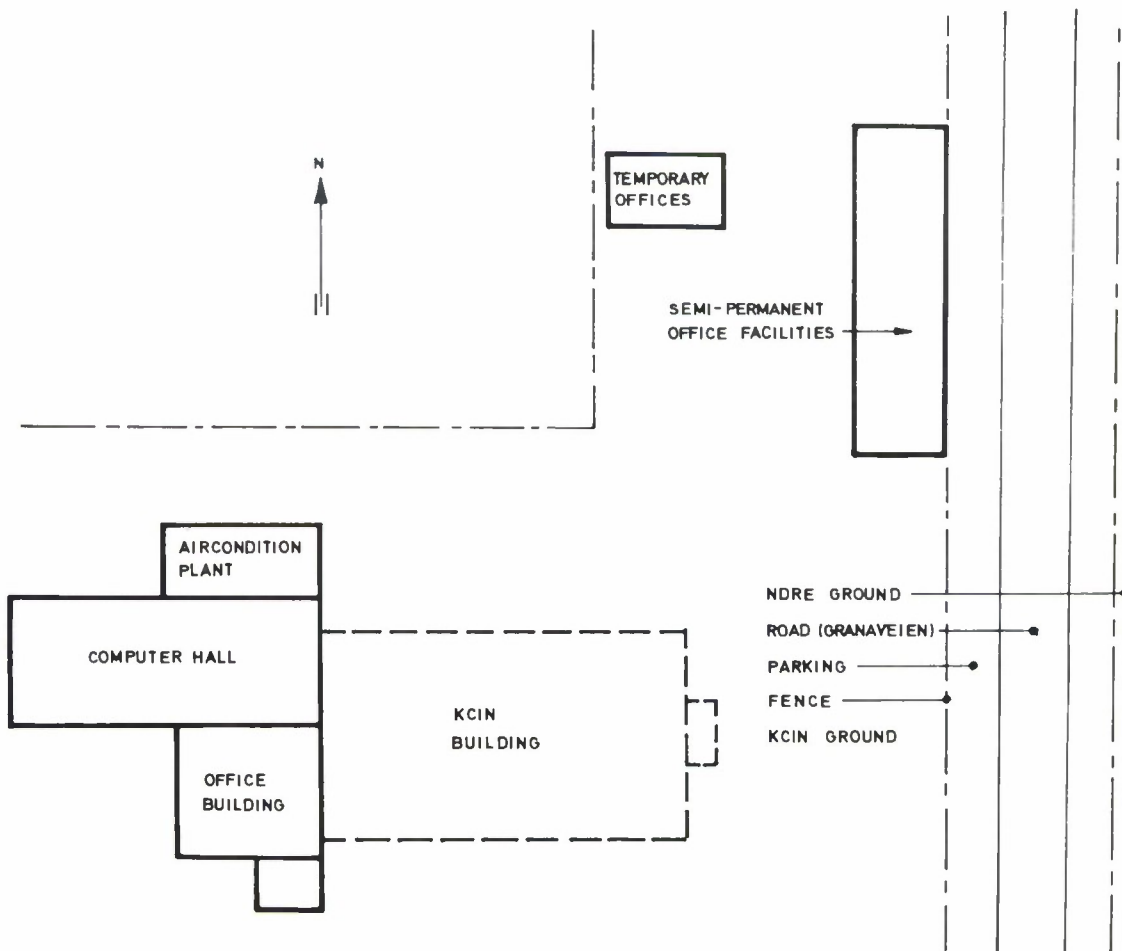 N
TEMPORARY
OFFICES
SEMI-PERMANENT
OFFICE FACILITIES
AIRCONDITION
PLANT
COMPUTER HALL
OFFICE
BUILDING
KCIN
BUILDING
NDRE GROUND
ROAD (GRANAVEIEN)
PARKING
FENCE
KCIN GROUND